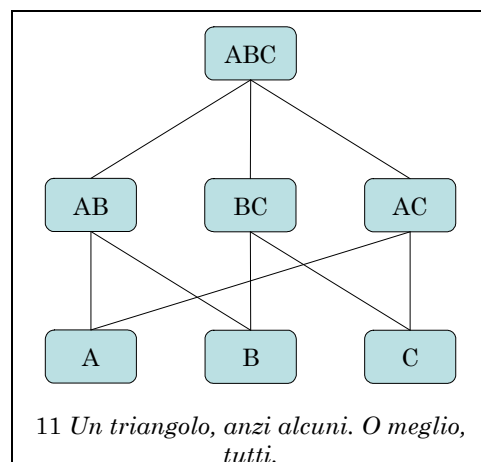 ABC
AB BC AC
A B C
11 Un triangolo, anzi alcuni. O meglio,
tutti.